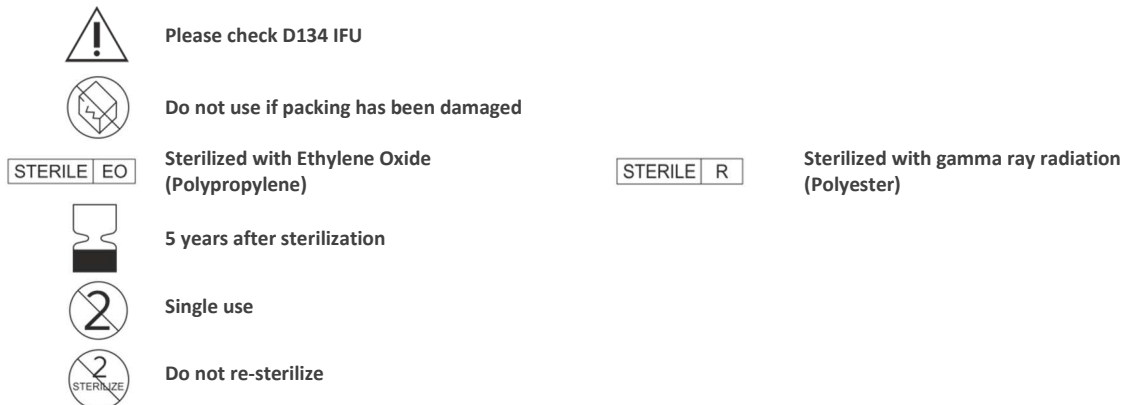 Please check D134 IFU
Do not use if packing has been damaged
STERILE EO
Sterilized with Ethylene Oxide
(Polypropylene)
STERILE R
Sterilized with gamma ray radiation
(Polyester)
5 years after sterilization
2
Single use
2
STERILIZE
Do not re-sterilize